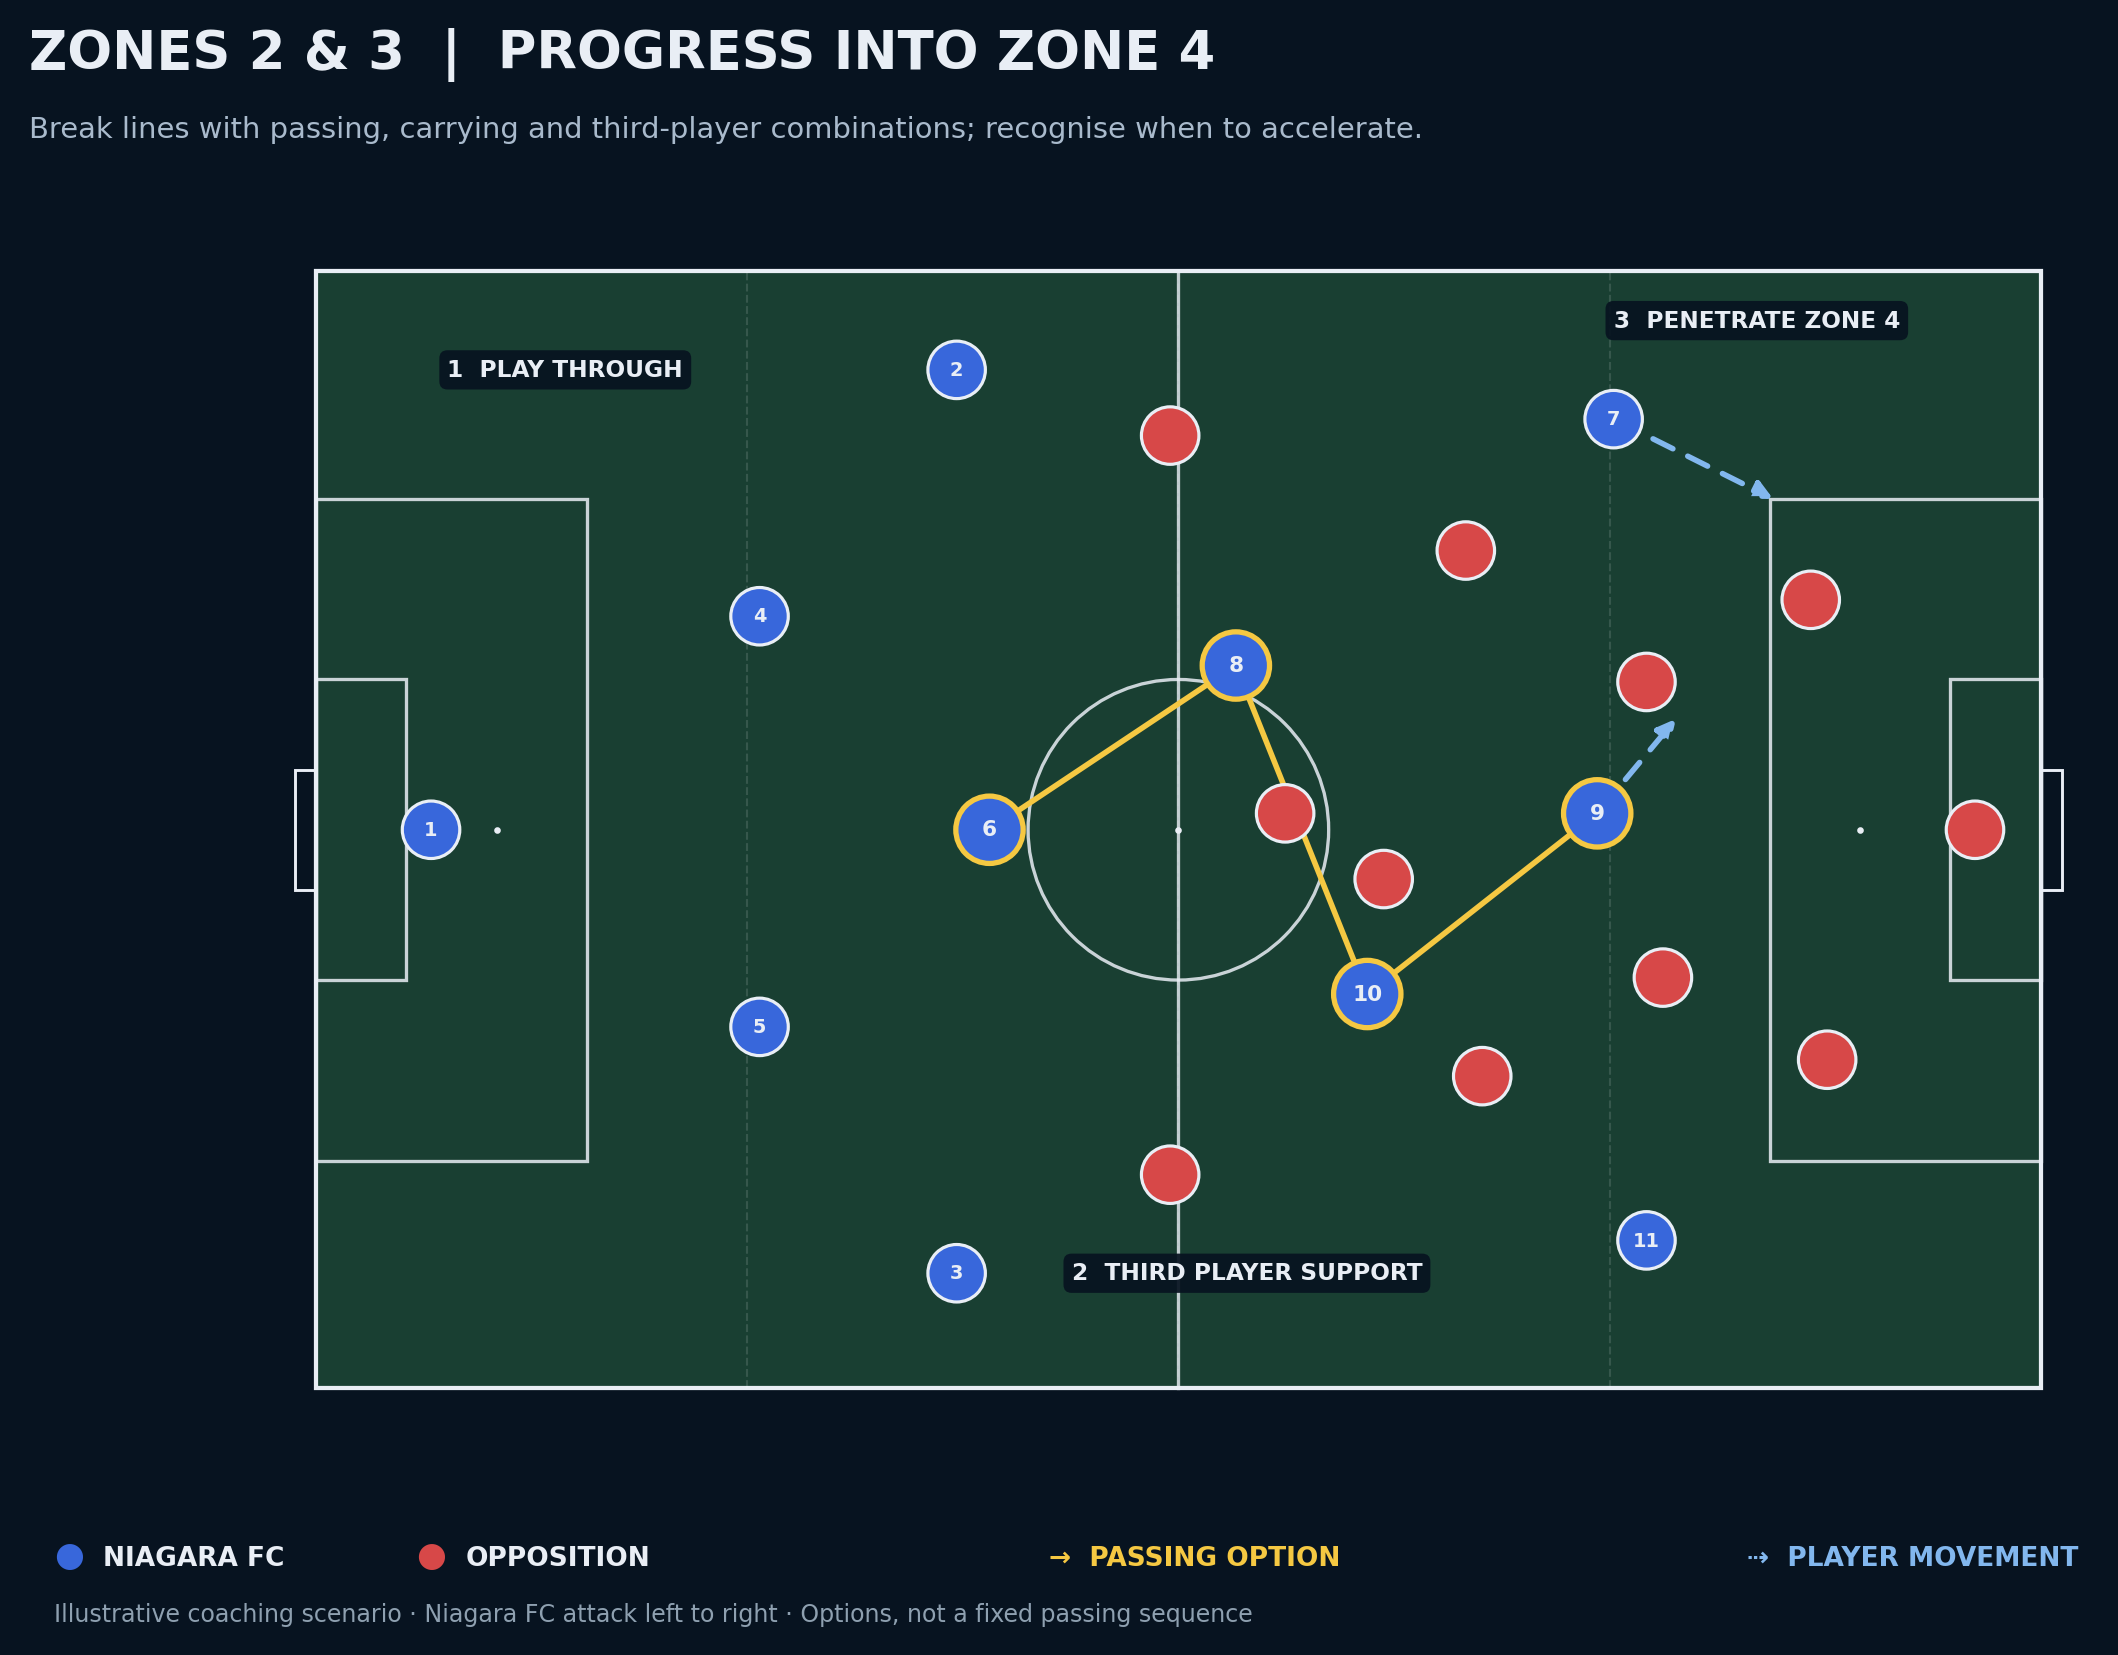 ZONES 2 & 3 | PROGRESS INTO ZONE 4
Break lines with passing, carrying and third-player combinations; recognise when to accelerate.
3 PENETRATE ZONE 4
1 PLAY THROUGH
2
7
4
8
1
6
9
10
5
11
3
2 THIRD PLAYER SUPPORT
NIAGARA FC
OPPOSITION
→ PASSING OPTION
⇢ PLAYER MOVEMENT
Illustrative coaching scenario · Niagara FC attack left to right · Options, not a fixed passing sequence